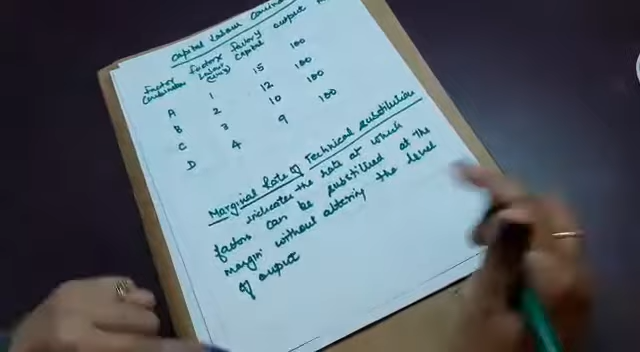 Capital Labour
Factor Combination Factor X Labour (units) Factor Y Capital output
A 1 15 100
B 2 12 100
C 3 10 100
D 4 9 100
Marginal Rate of Technical Substitution
indicates the rate at which
factors can be substituted at the
margin without altering the level
of ouput